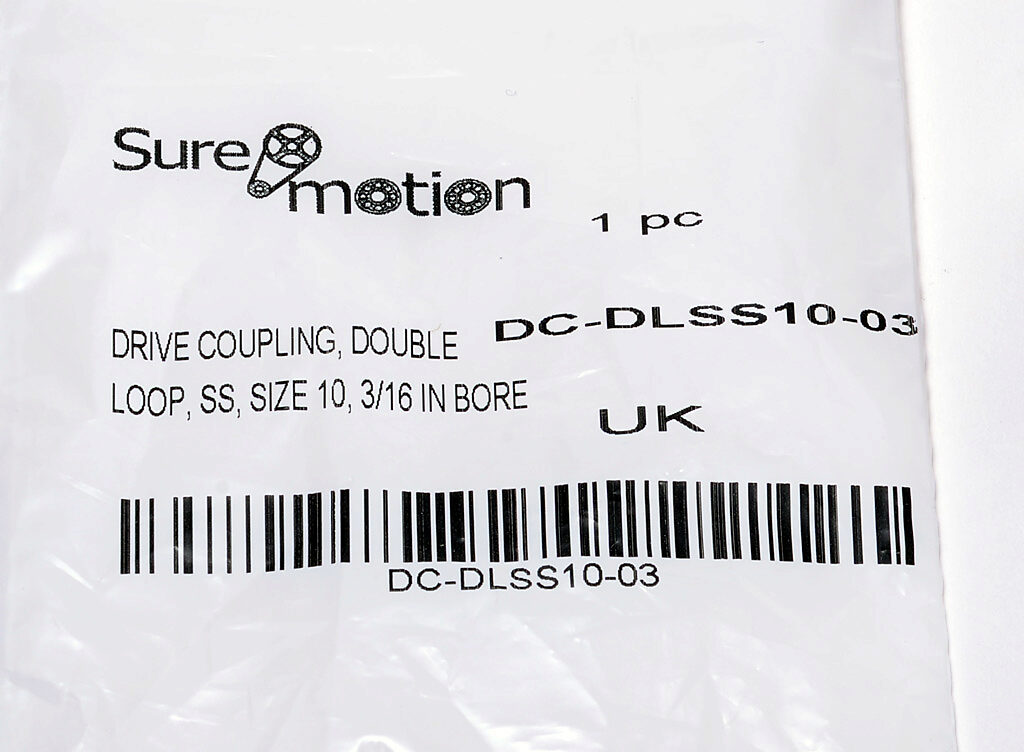 Sure motion
1 pc
DRIVE COUPLING, DOUBLE
LOOP, SS, SIZE 10, 3/16 IN BORE
DC-DLSS10-03
UK
DC-DLSS10-03